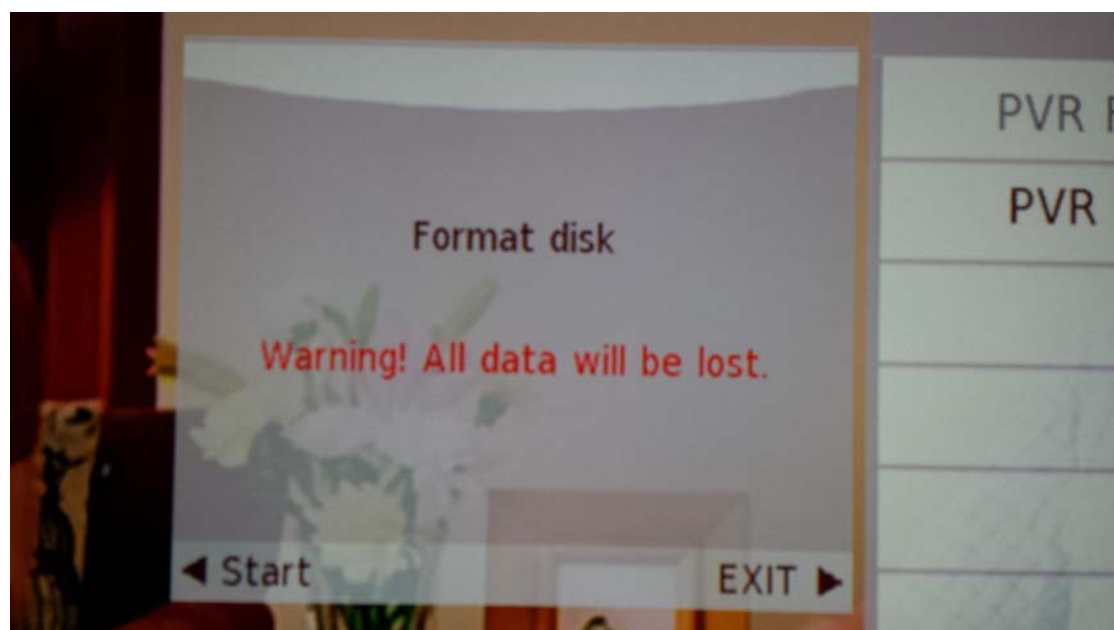 Format disk
Warning! All data will be lost.
◀ Start
EXIT ▶
PVR
PVR